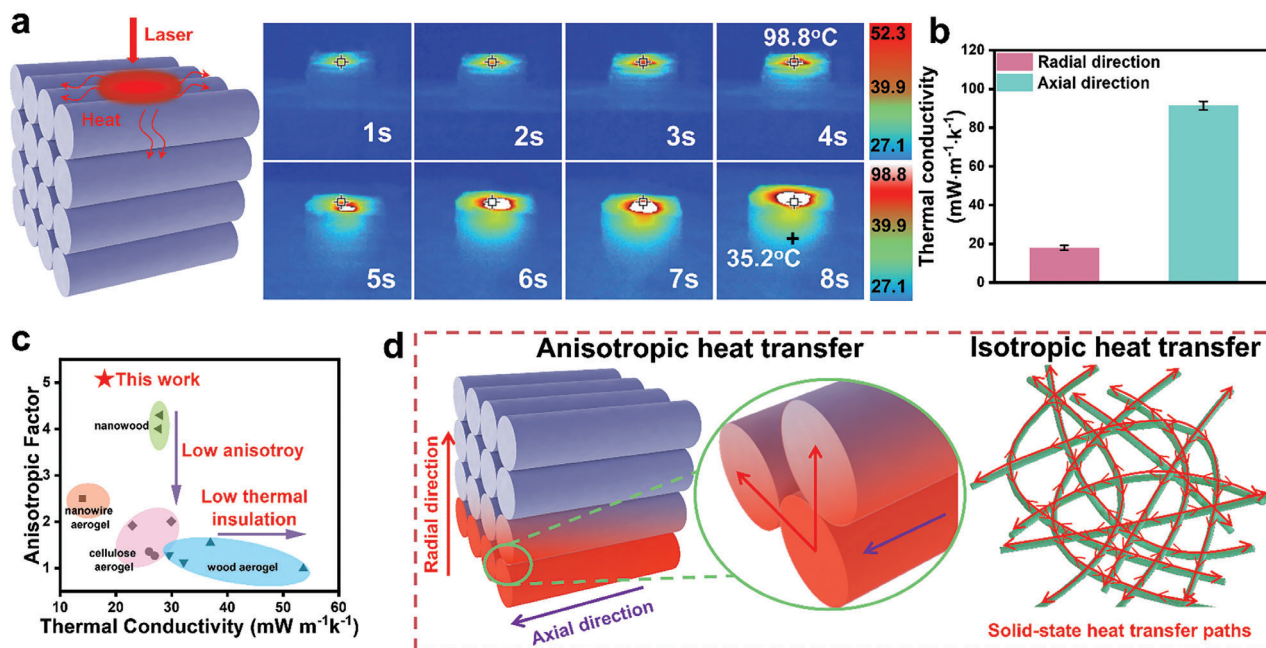 a
Laser
Heat
1s
2s
3s
98.8°C
4s
5s
6s
7s
35.2°C
8s
52.3
39.9
27.1
98.8
39.9
27.1
b
Thermal conductivity
(mW·m⁻¹·k⁻¹)
120
100
80
60
40
20
0
Radial direction
Axial direction
c
Anisotropic Factor
5
4
3
2
1
This work
nanowood
Low anisotroy
Low thermal
insulation
nanowire
aerogel
cellulose
aerogel
wood aerogel
10
20
30
40
50
60
Thermal Conductivity (mW m⁻¹k⁻¹)
d
Anisotropic heat transfer
Radial direction
Axial direction
Isotropic heat transfer
Solid-state heat transfer paths